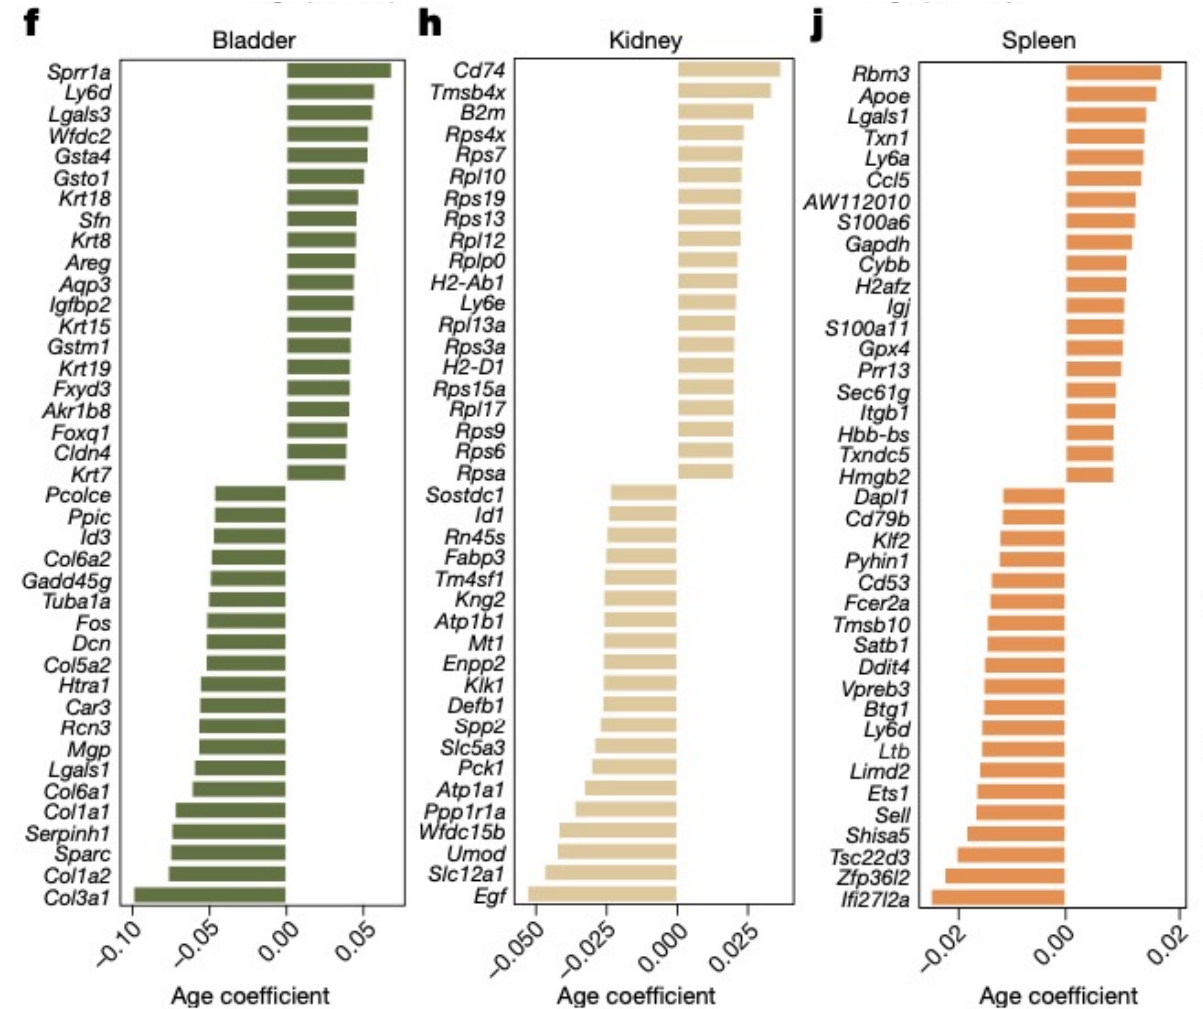 f
Bladder
Sprr1a
Ly6d
Lgals3
Wfdc2
Gsta4
Gsto1
Krt18
Sfn
Krt8
Areg
Aqp3
Igfbp2
Krt15
Gstm1
Krt19
Fxyd3
Akr1b8
Foxq1
Cldn4
Krt7
Pcolce
Ppic
Id3
Col6a2
Gadd45g
Tuba1a
Fos
Dcn
Col5a2
Htra1
Car3
Rcn3
Mgp
Lgals1
Col6a1
Col1a1
Serpinh1
Sparc
Col1a2
Col3a1
−0.10
−0.05
0.00
0.05
Age coefficient
h
Kidney
Cd74
Tmsb4x
B2m
Rps4x
Rps7
Rpl10
Rps19
Rps13
Rpl12
Rplp0
H2-Ab1
Ly6e
Rpl13a
Rps3a
H2-D1
Rps15a
Rpl17
Rps9
Rps6
Rpsa
Sostdc1
Id1
Rn45s
Fabp3
Tm4sf1
Kng2
Atp1b1
Mt1
Enpp2
Klk1
Defb1
Spp2
Slc5a3
Pck1
Atp1a1
Ppp1r1a
Wfdc15b
Umod
Slc12a1
Egf
−0.050
−0.025
0.000
0.025
Age coefficient
j
Spleen
Rbm3
Apoe
Lgals1
Txn1
Ly6a
Ccl5
AW112010
S100a6
Gapdh
Cybb
H2afz
Igj
S100a11
Gpx4
Prr13
Sec61g
Itgb1
Hbb-bs
Txndc5
Hmgb2
Dapl1
Cd79b
Klf2
Pyhin1
Cd53
Fcer2a
Tmsb10
Satb1
Ddit4
Vpreb3
Btg1
Ly6d
Ltb
Limd2
Ets1
Sell
Shisa5
Tsc22d3
Zfp36l2
Ifi27l2a
−0.02
0.00
0.02
Age coefficient